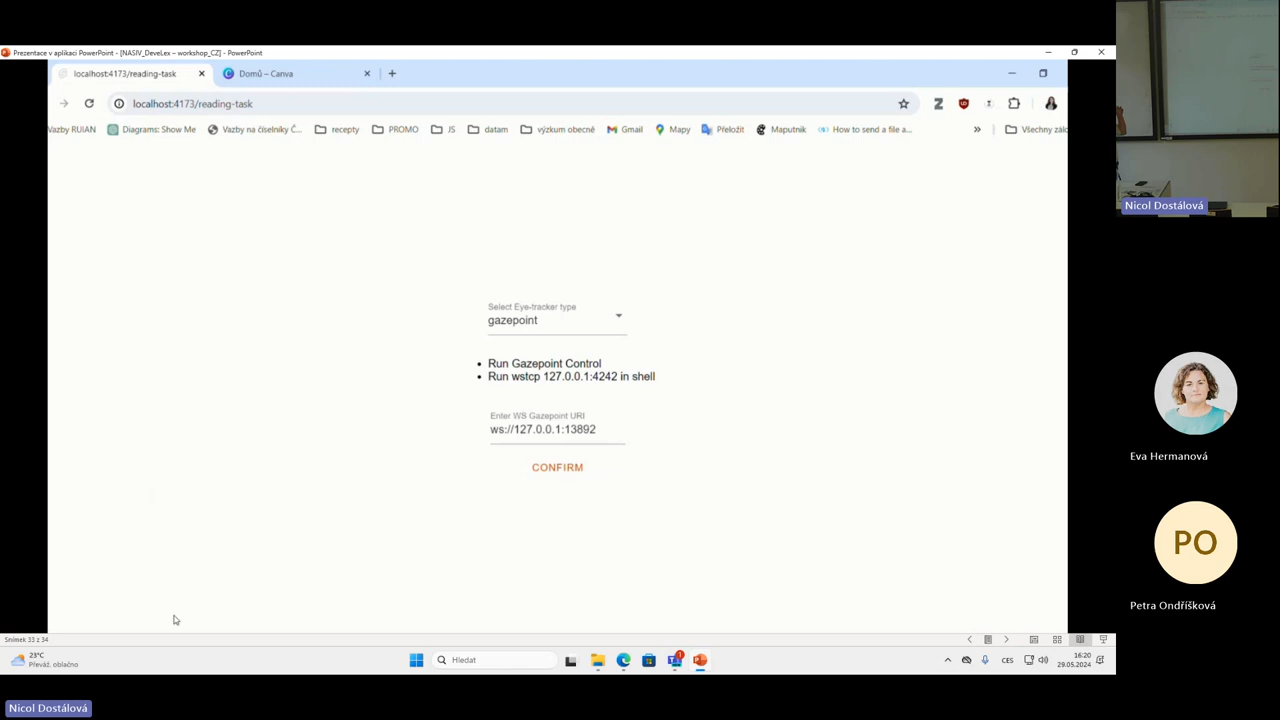 Prezentace v aplikaci PowerPoint - [NASIV_DeveLex – workshop_CZ] - PowerPoint
localhost:4173/reading-task
Domů – Canva
localhost:4173/reading-task
Vazby RUIAN
Diagrams: Show Me
Vazby na číselníky Č...
recepty
PROMO
JS
datam
výzkum obecně
Gmail
Mapy
Přeložit
Maputnik
How to send a file a...
»
Všechny zálo
Nicol Dostálová
Select Eye-tracker type
gazepoint
• Run Gazepoint Control
• Run wstcp 127.0.0.1:4242 in shell
Enter WS Gazepoint URI
ws://127.0.0.1:13892
CONFIRM
Eva Hermanová
PO
Petra Ondříšková
Snímek 33 z 34
23°C
Převáž. oblačno
Hledat
1
CES
16:20
29.05.2024
Nicol Dostálová